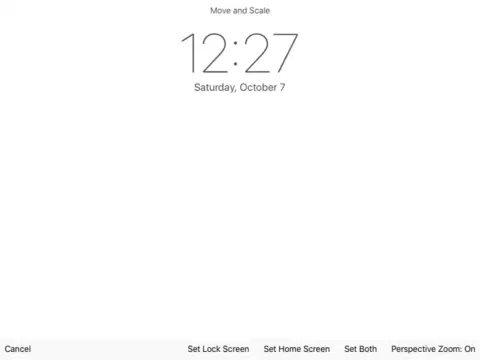 Move and Scale
12:27
Saturday, October 7
Cancel
Set Lock Screen
Set Home Screen
Set Both
Perspective Zoom: On